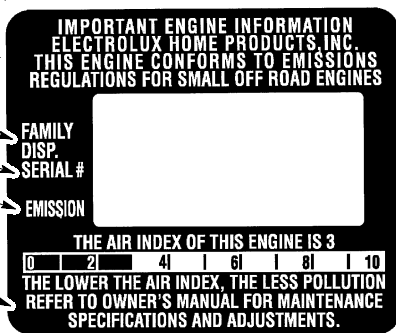 IMPORTANT ENGINE INFORMATION
ELECTROLUX HOME PRODUCTS,INC.
THIS ENGINE CONFORMS TO EMISSIONS
REGULATIONS FOR SMALL OFF ROAD ENGINES
FAMILY
DISP.
SERIAL #
EMISSION
THE AIR INDEX OF THIS ENGINE IS 3
0 2 4 6 8 10
THE LOWER THE AIR INDEX, THE LESS POLLUTION
REFER TO OWNER'S MANUAL FOR MAINTENANCE
SPECIFICATIONS AND ADJUSTMENTS.